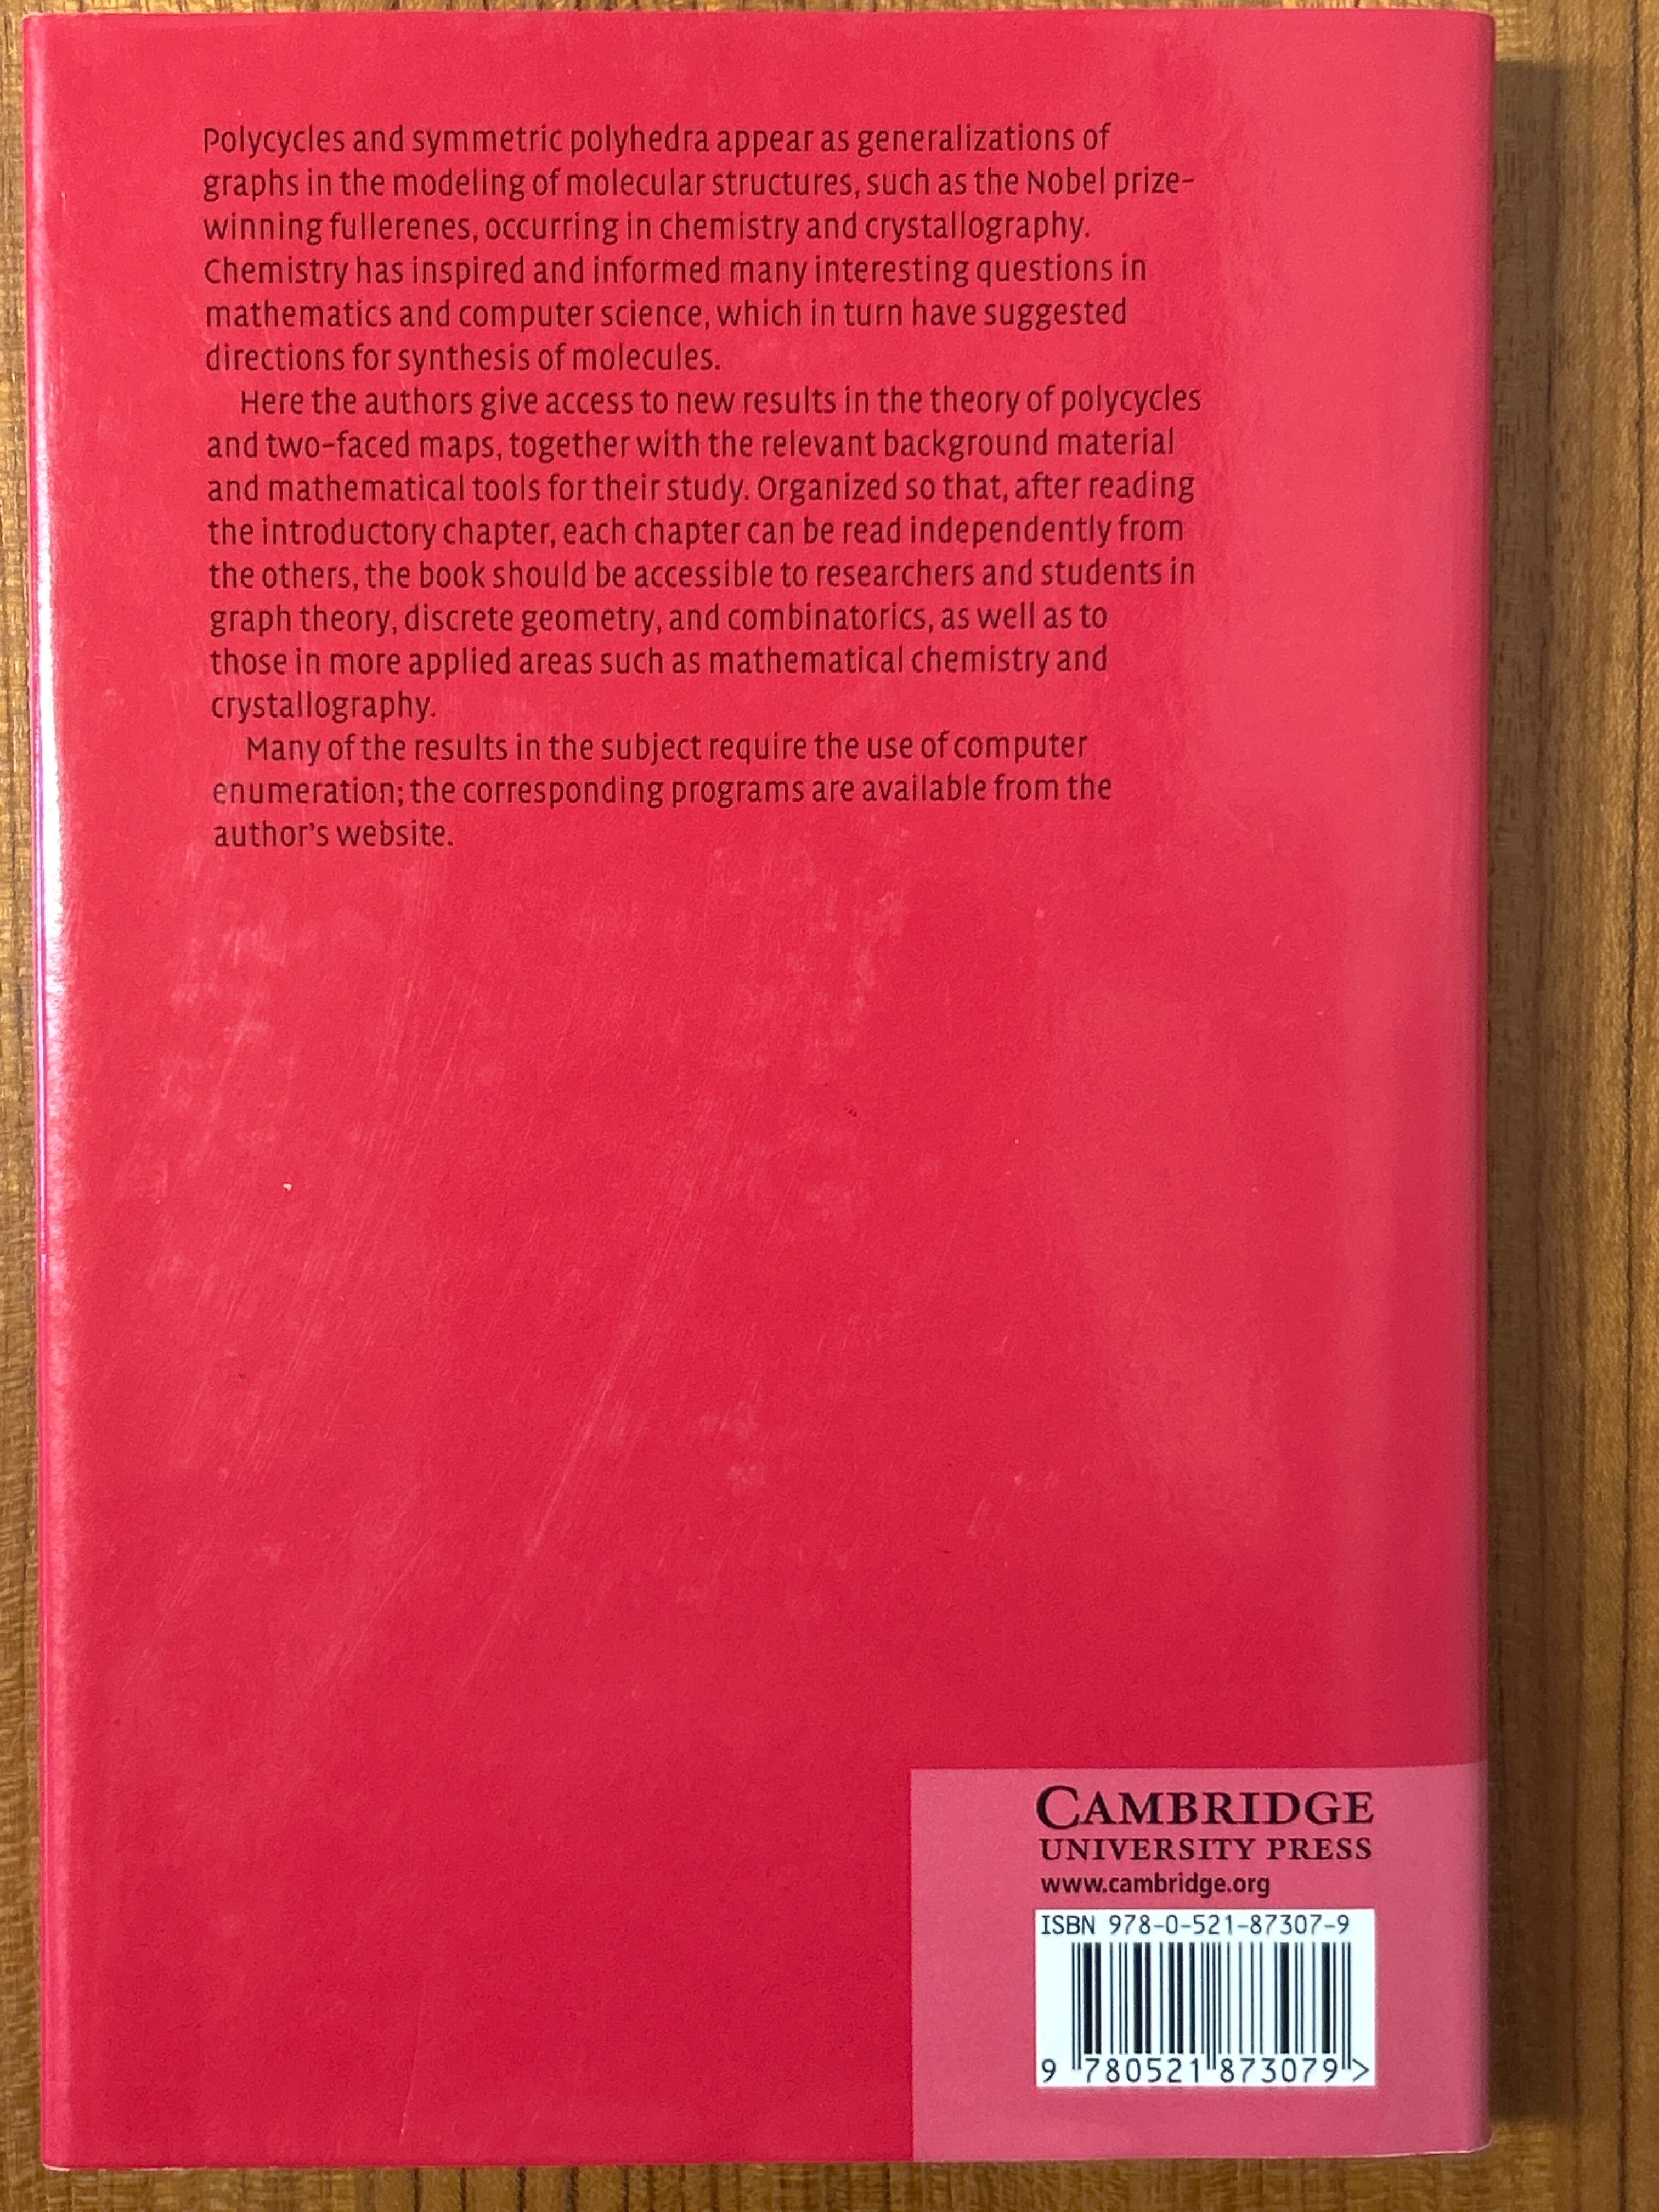 Polycycles and symmetric polyhedra appear as generalizations of
graphs in the modeling of molecular structures, such as the Nobel prize-
winning fullerenes, occurring in chemistry and crystallography.
Chemistry has inspired and informed many interesting questions in
mathematics and computer science, which in turn have suggested
directions for synthesis of molecules.
Here the authors give access to new results in the theory of polycycles
and two-faced maps, together with the relevant background material
and mathematical tools for their study. Organized so that, after reading
the introductory chapter, each chapter can be read independently from
the others, the book should be accessible to researchers and students in
graph theory, discrete geometry, and combinatorics, as well as to
those in more applied areas such as mathematical chemistry and
crystallography.
Many of the results in the subject require the use of computer
enumeration; the corresponding programs are available from the
author's website.
CAMBRIDGE
UNIVERSITY PRESS
www.cambridge.org
ISBN 978-0-521-87307-9
9 780521 873079 >